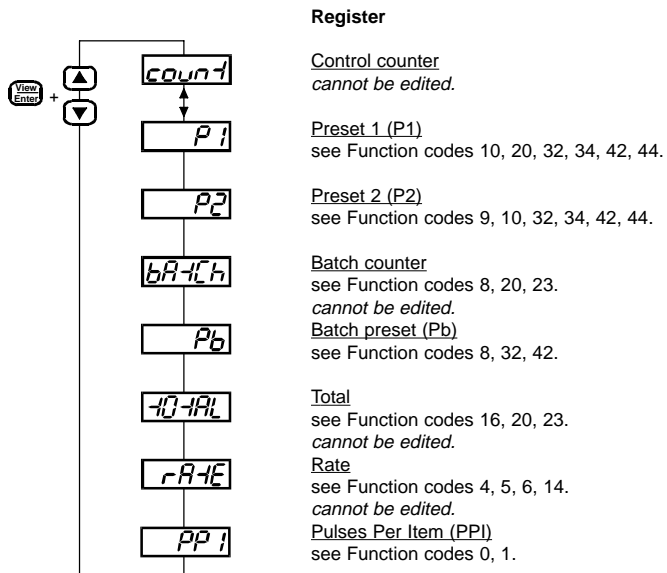 Register
View
Enter
+
count
Control counter
cannot be edited.
P1
Preset 1 (P1)
see Function codes 10, 20, 32, 34, 42, 44.
P2
Preset 2 (P2)
see Function codes 9, 10, 32, 34, 42, 44.
bAtCh
Batch counter
see Function codes 8, 20, 23.
cannot be edited.
Pb
Batch preset (Pb)
see Function codes 8, 32, 42.
tOtAL
Total
see Function codes 16, 20, 23.
cannot be edited.
rAtE
Rate
see Function codes 4, 5, 6, 14.
cannot be edited.
PP1
Pulses Per Item (PPI)
see Function codes 0, 1.